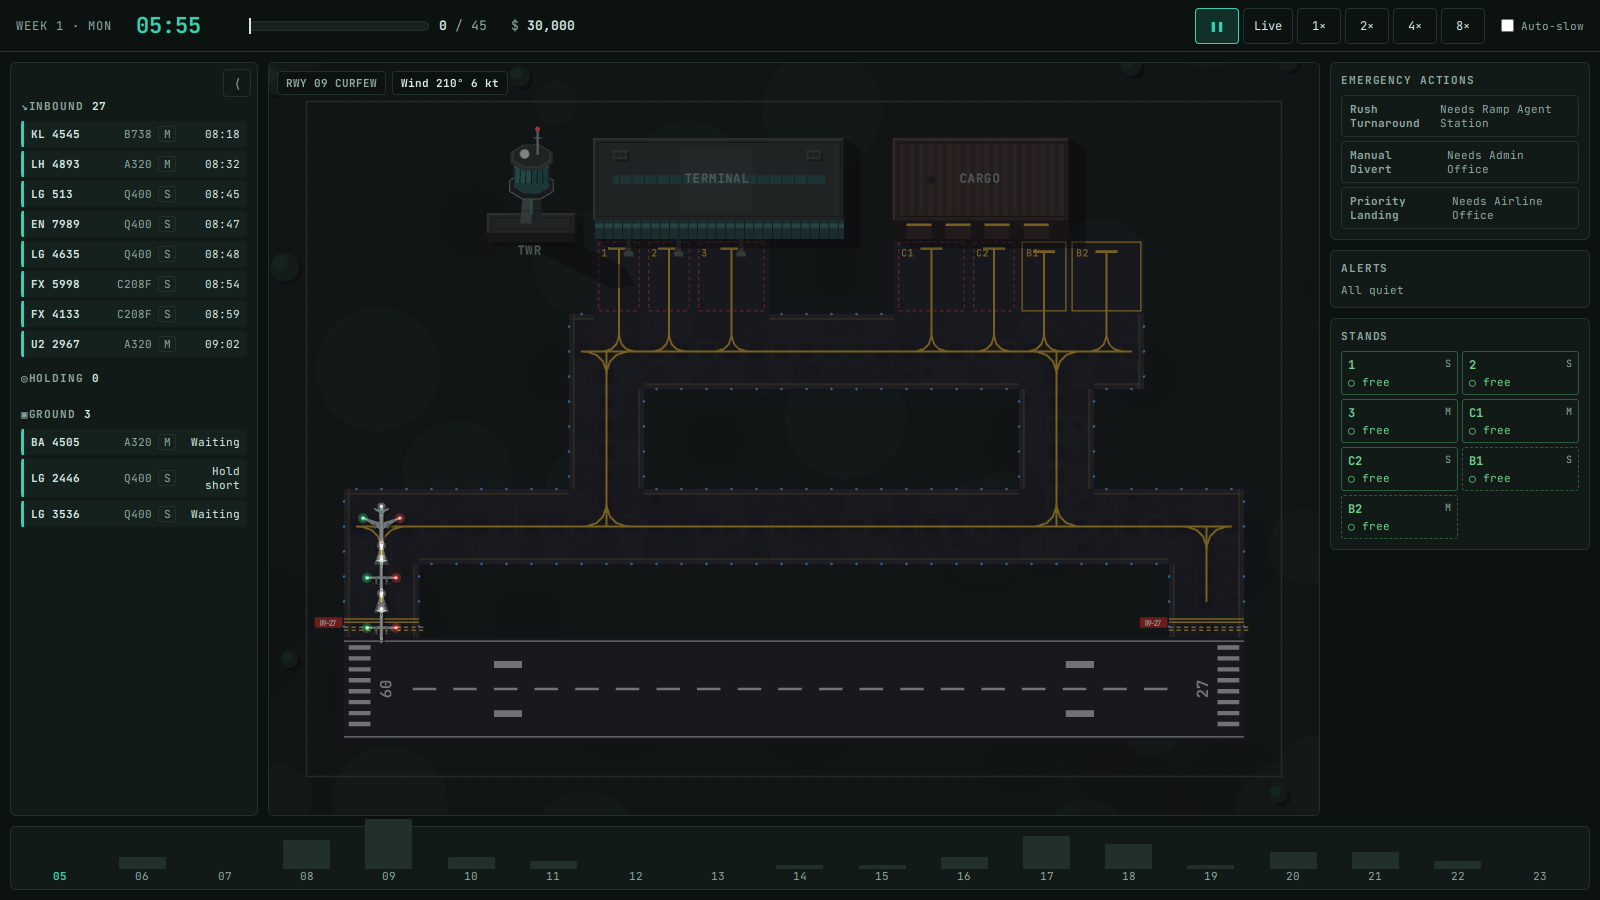 WEEK 1 · MON 05:55 0 / 45 $ 30,000 Live 1× 2× 4× 8× Auto-slow
INBOUND 27
KL 4545 B738 M 08:18
LH 4893 A320 M 08:32
LG 513 Q400 S 08:45
EN 7989 Q400 S 08:47
LG 4635 Q400 S 08:48
FX 5998 C208F S 08:54
FX 4133 C208F S 08:59
U2 2967 A320 M 09:02
HOLDING 0
GROUND 3
BA 4505 A320 M Waiting
LG 2446 Q400 S Hold short
LG 3536 Q400 S Waiting
RWY 09 CURFEW Wind 210° 6 kt
TERMINAL CARGO
TWR
1 2 3 C1 C2 B1 B2
09-27 09-27
09 27
EMERGENCY ACTIONS
Rush Turnaround Needs Ramp Agent Station
Manual Divert Needs Admin Office
Priority Landing Needs Airline Office
ALERTS
All quiet
STANDS
1 S
free
2 S
free
3 M
free
C1 M
free
C2 S
free
B1 S
free
B2 M
free
05 06 07 08 09 10 11 12 13 14 15 16 17 18 19 20 21 22 23